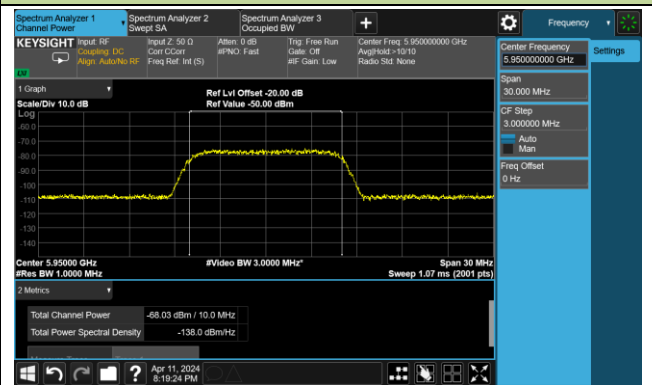 Spectrum Analyzer 1
Channel Power
Spectrum Analyzer 2
Swept SA
Spectrum Analyzer 3
Occupied BW
Frequency
KEYSIGHT
Input: RF
Coupling: DC
Align: Auto/No RF
Input Z: 50 Ω
Corr CCorr
Freq Ref: Int (S)
Atten: 0 dB
#PNO: Fast
Trig: Free Run
Gate: Off
#IF Gain: Low
Center Freq: 5.950000000 GHz
Avg|Hold:>10/10
Radio Std: None
Center Frequency
5.950000000 GHz
Settings
Span
30.000 MHz
CF Step
3.000000 MHz
Auto
Man
Freq Offset
0 Hz
1 Graph
Scale/Div 10.0 dB
Ref Lvl Offset -20.00 dB
Ref Value -50.00 dBm
Log
-60.0
-70.0
-80.0
-90.0
-100
-110
-120
-130
-140
Center 5.95000 GHz
#Res BW 1.0000 MHz
#Video BW 3.0000 MHz*
Span 30 MHz
Sweep 1.07 ms (2001 pts)
2 Metrics
Total Channel Power
-68.03 dBm / 10.0 MHz
Total Power Spectral Density
-138.0 dBm/Hz
?
Apr 11, 2024
8:19:24 PM